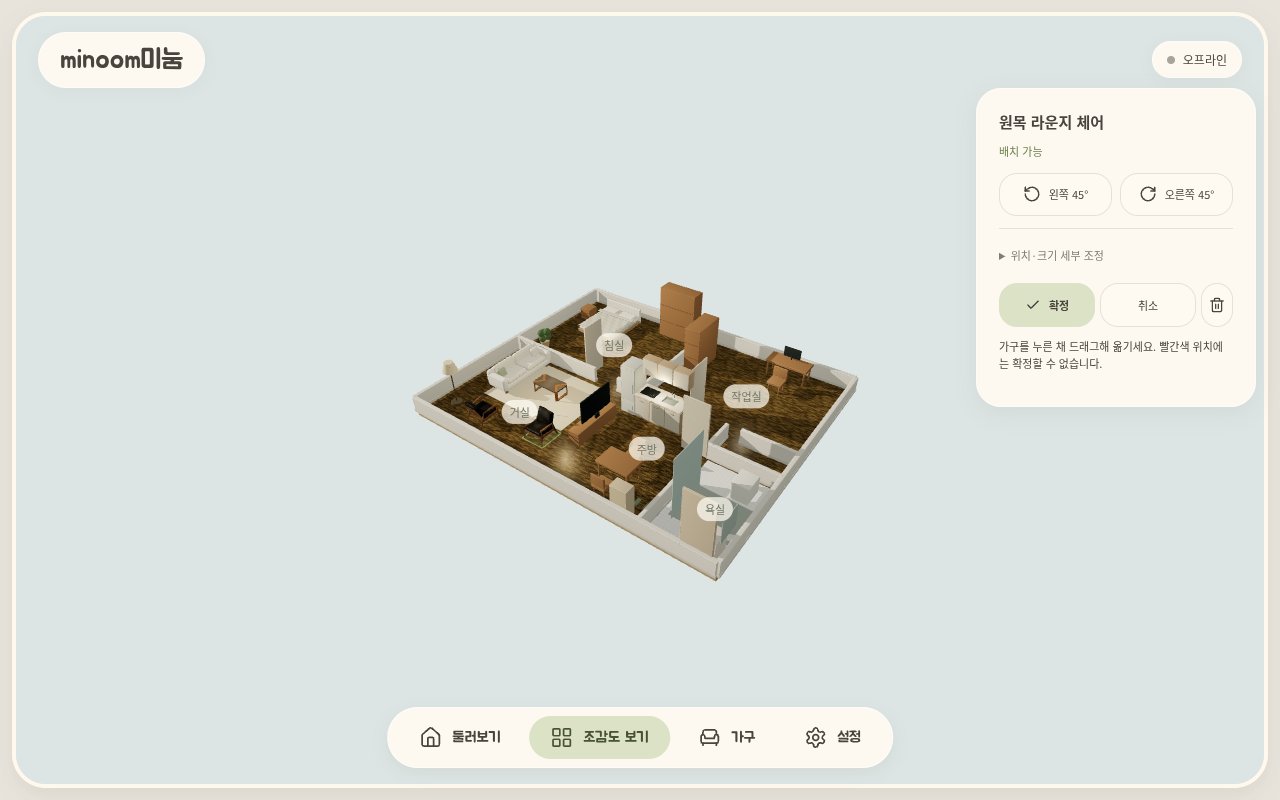 minoom미눔
오프라인
원목 라운지 체어
배치 가능
왼쪽 45°
오른쪽 45°
▶ 위치·크기 세부 조정
확정
취소
가구를 누른 채 드래그해 옮기세요. 빨간색 위치에
는 확정할 수 없습니다.
침실
작업실
거실
주방
욕실
둘러보기
조감도 보기
가구
설정